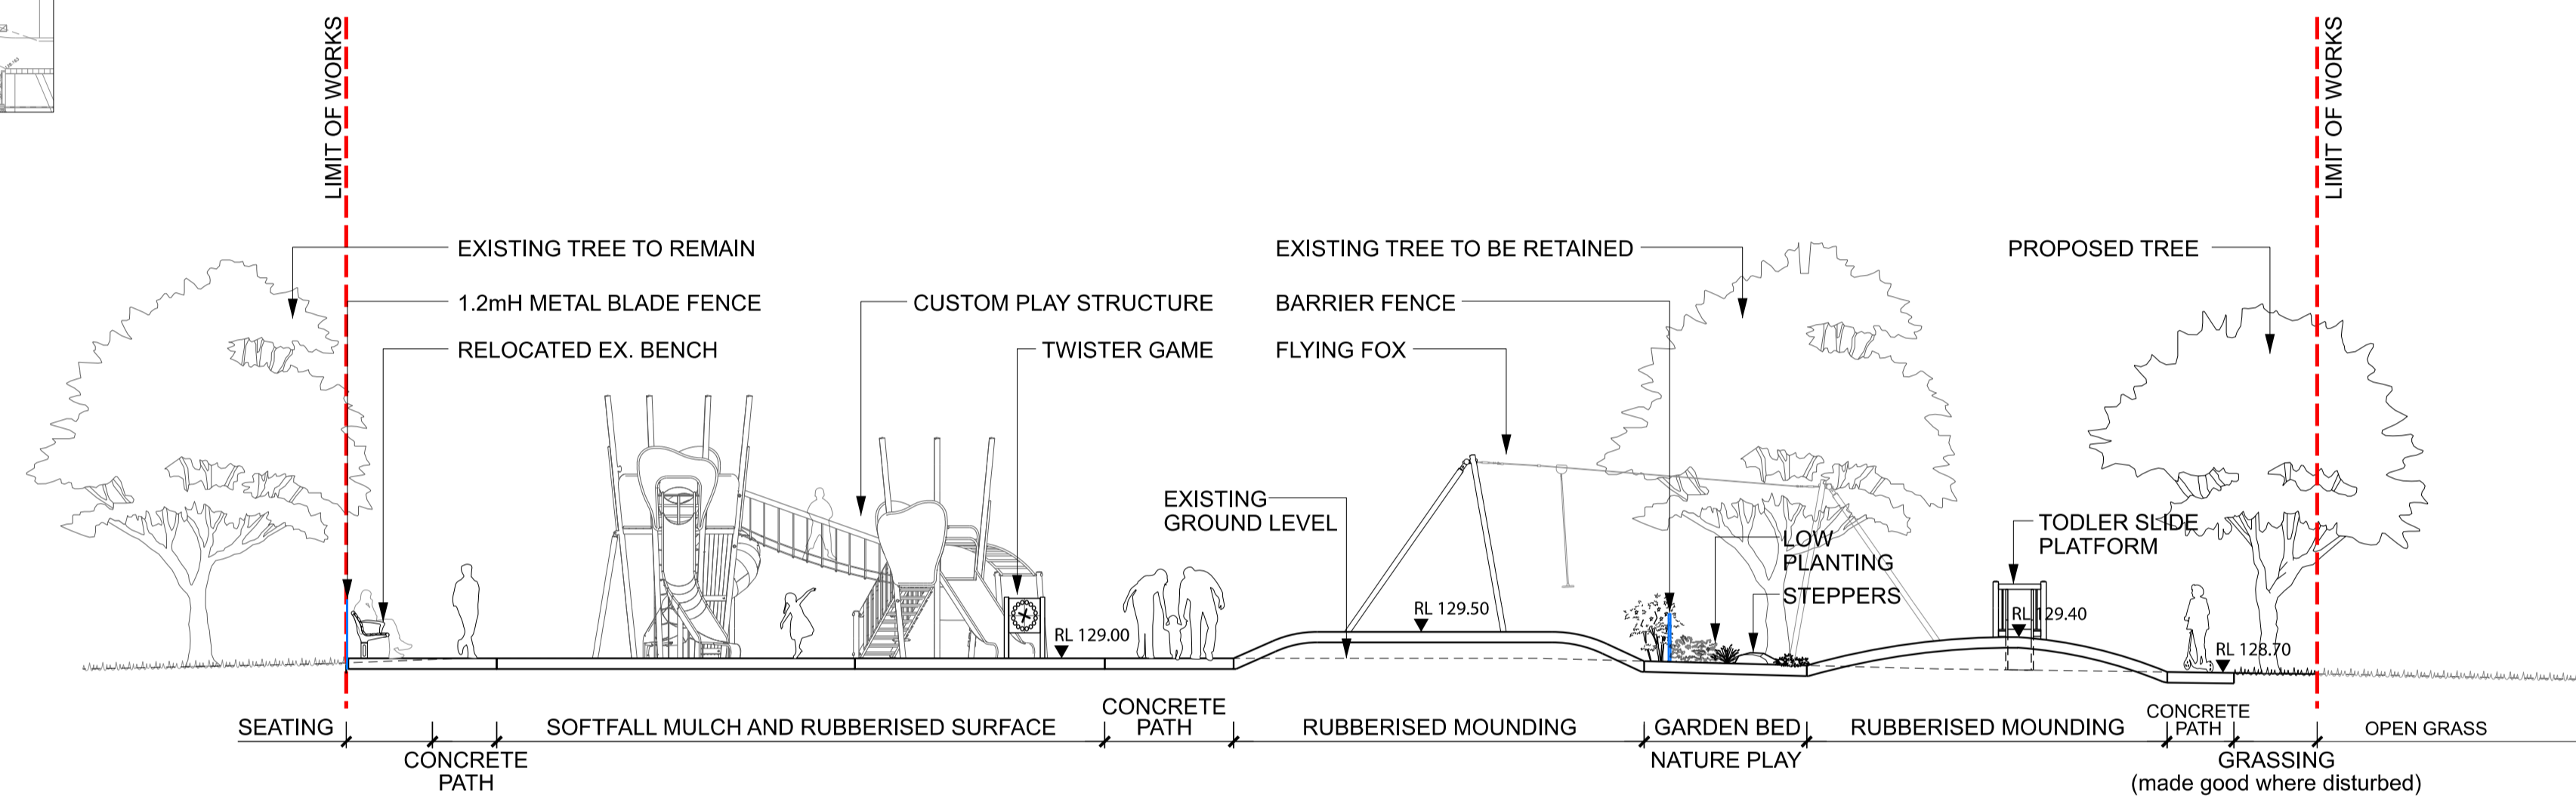 LIMIT OF WORKS
LIMIT OF WORKS
EXISTING TREE TO REMAIN
1.2mH METAL BLADE FENCE
RELOCATED EX. BENCH
CUSTOM PLAY STRUCTURE
TWISTER GAME
EXISTING TREE TO BE RETAINED
BARRIER FENCE
FLYING FOX
PROPOSED TREE
EXISTING
GROUND LEVEL
LOW
PLANTING
STEPPERS
TODLER SLIDE
PLATFORM
RL 129.00
RL 129.50
RL 129.40
RL 128.70
SEATING
CONCRETE
PATH
SOFTFALL MULCH AND RUBBERISED SURFACE
CONCRETE
PATH
RUBBERISED MOUNDING
GARDEN BED
NATURE PLAY
RUBBERISED MOUNDING
CONCRETE
PATH
GRASSING
(made good where disturbed)
OPEN GRASS